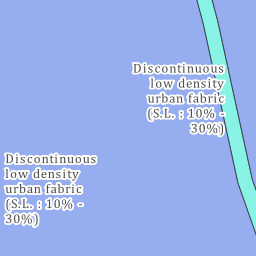 Discontinuous
low density
urban fabric
(S.L. : 10% -
30%)
Discontinuous
low density
urban fabric
(S.L. : 10% -
30%)